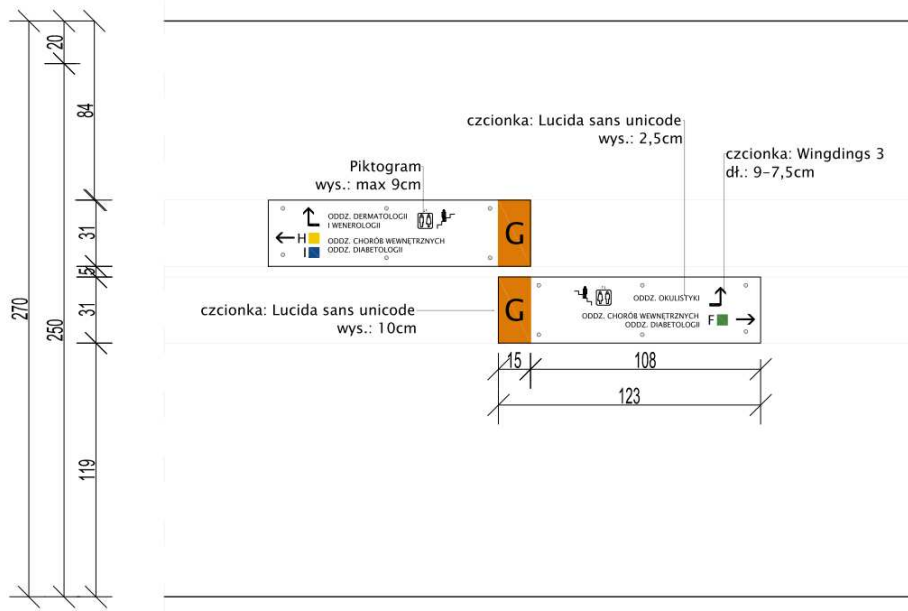 20
84
czcionka: Lucida sans unicode
wys.: 2,5cm
czcionka: Wingdings 3
dł.: 9-7,5cm
Piktogram
wys.: max 9cm
31
ODDZ. DERMATOLOGII
I WENEROLOGII
G
H
ODDZ. CHORÓB WEWNĘTRZNYCH
I
ODDZ. DIABETOLOGII
5
270
250
31
czcionka: Lucida sans unicode
wys.: 10cm
G
ODDZ. OKULISTYKI
ODDZ. CHORÓB WEWNĘTRZNYCH
ODDZ. DIABETOLOGII
F
15
108
123
119